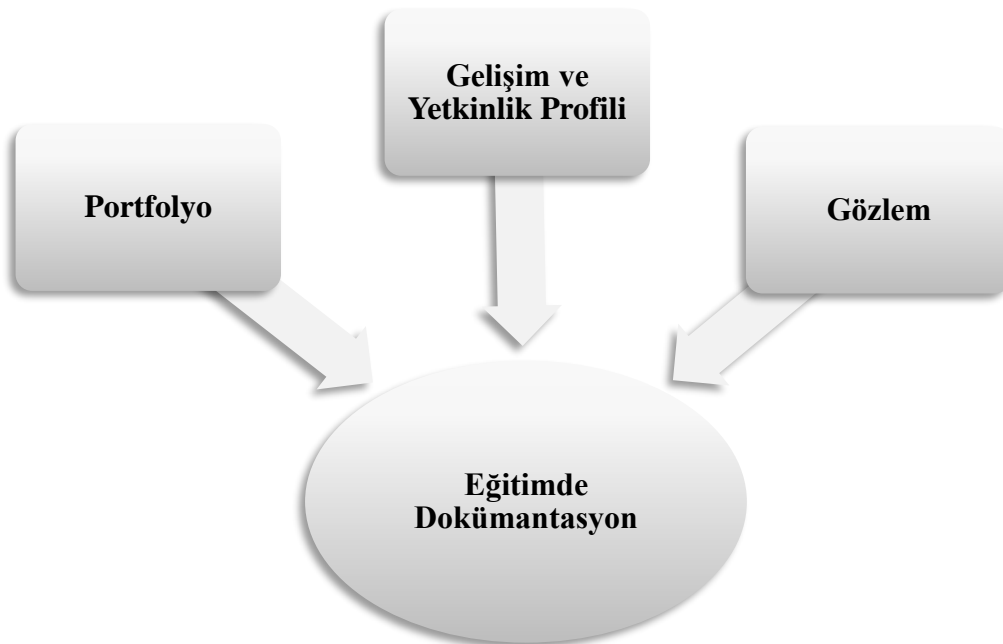 Gelişim ve
Yetkinlik Profili
Portfolyo
Gözlem
Eğitimde
Dokümantasyon